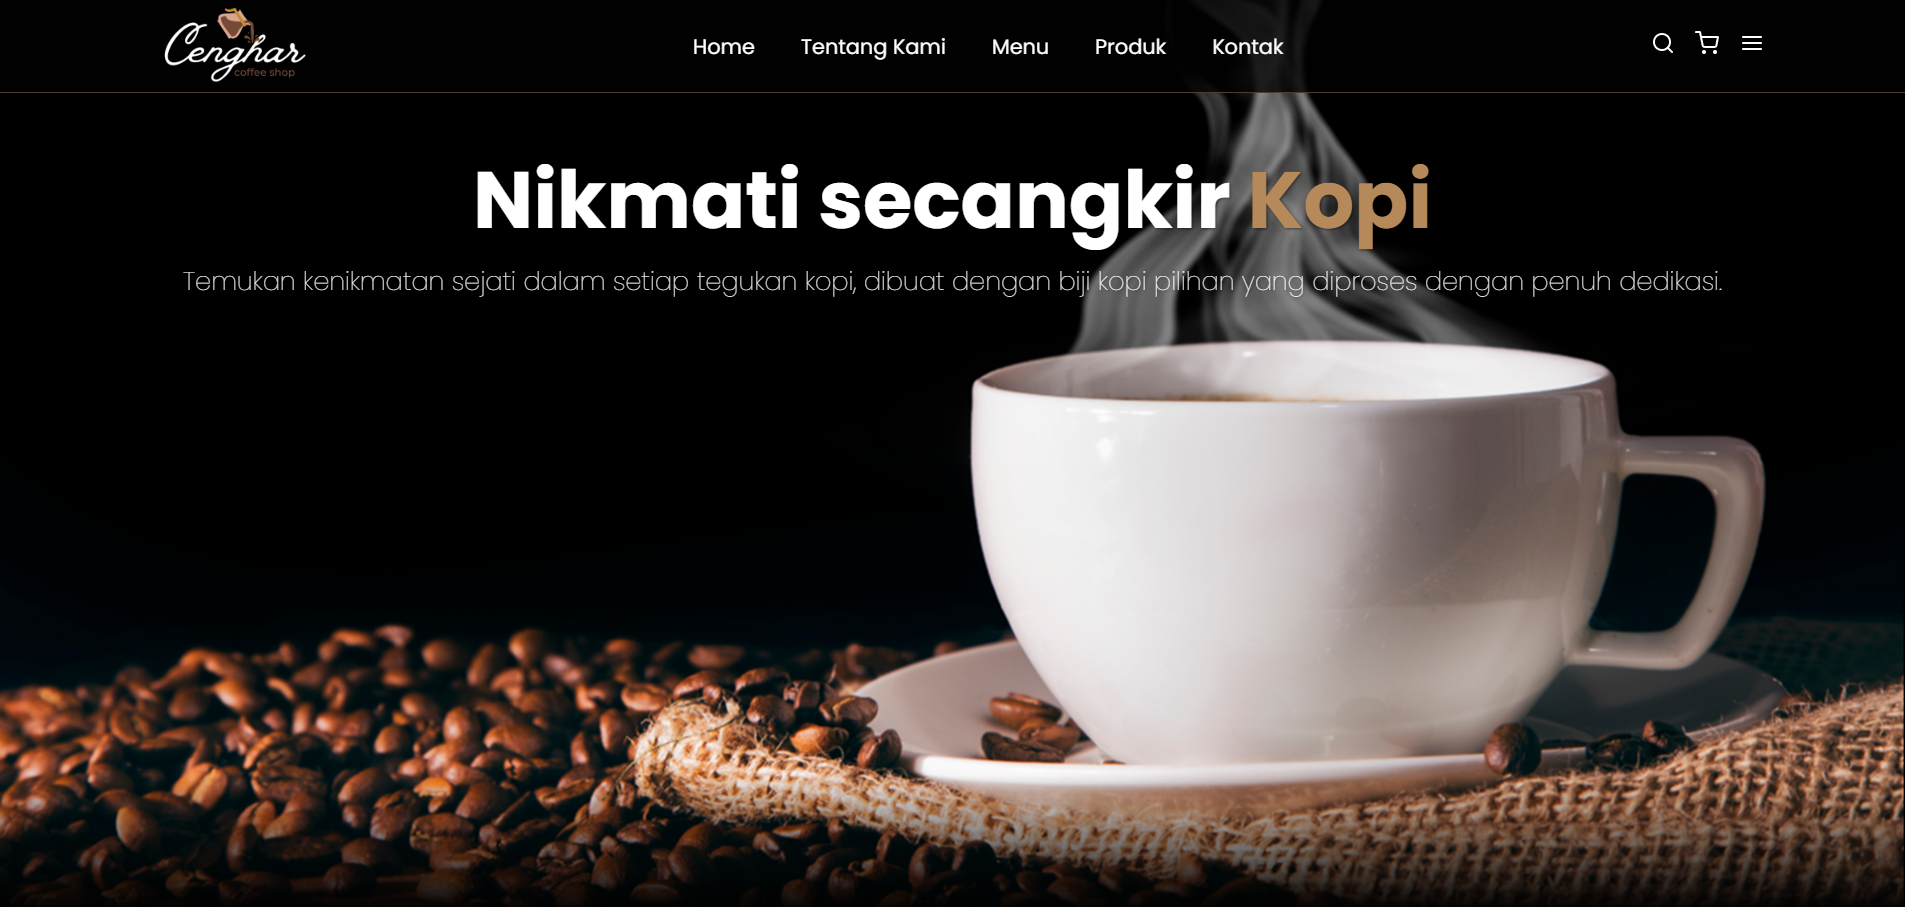 Cenghar
coffee shop
Home Tentang Kami Menu Produk Kontak
Nikmati secangkir Kopi
Temukan kenikmatan sejati dalam setiap tegukan kopi, dibuat dengan biji kopi pilihan yang diproses dengan penuh dedikasi.